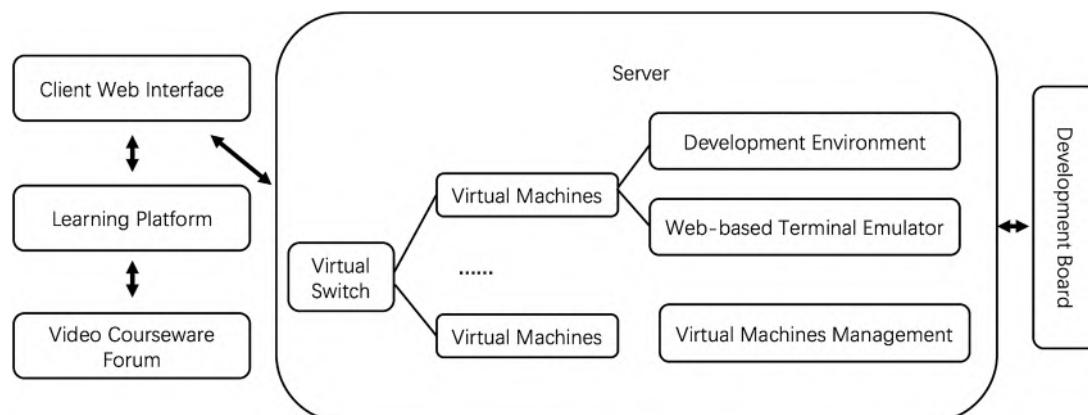 Server
Client Web Interface
Development Environment
Virtual Machines
Learning Platform
Web-based Terminal Emulator
Virtual
Switch
......
Virtual Machines
Virtual Machines Management
Video Courseware
Forum
Development Board